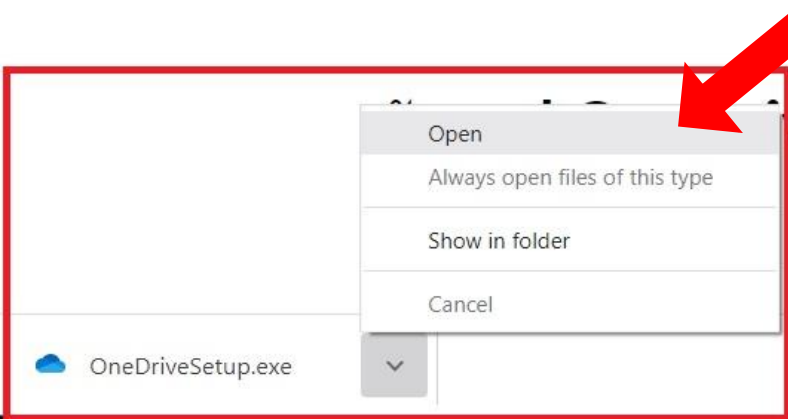 Open
Always open files of this type
Show in folder
Cancel
OneDriveSetup.exe